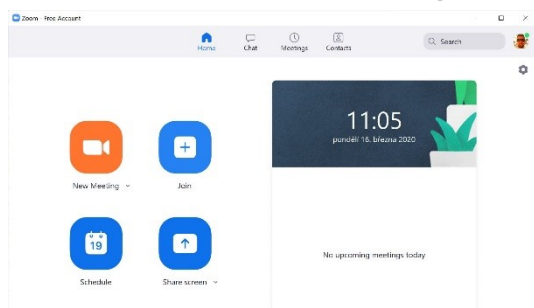 Zoom - Free Account
Home Chat Meetings Contacts
Search
11:05
pondělí 16. března 2020
New Meeting
Join
19
Schedule
Share screen
No upcoming meetings today